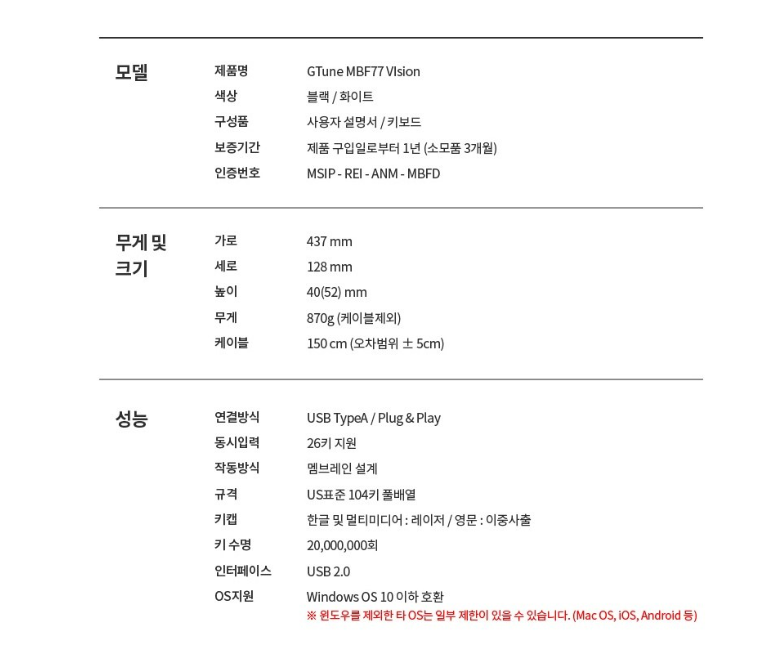 모델
제품명 GTune MBF77 VIsion
색상 블랙 / 화이트
구성품 사용자 설명서 / 키보드
보증기간 제품 구입일로부터 1년 (소모품 3개월)
인증번호 MSIP - REI - ANM - MBFD
무게 및
크기
가로 437 mm
세로 128 mm
높이 40(52) mm
무게 870g (케이블제외)
케이블 150 cm (오차범위 ± 5cm)
성능
연결방식 USB TypeA / Plug & Play
동시입력 26키 지원
작동방식 멤브레인 설계
규격 US표준 104키 풀배열
키캡 한글 및 멀티미디어 : 레이저 / 영문 : 이중사출
키 수명 20,000,000회
인터페이스 USB 2.0
OS지원 Windows OS 10 이하 호환
※ 윈도우를 제외한 타 OS는 일부 제한이 있을 수 있습니다. (Mac OS, iOS, Android 등)